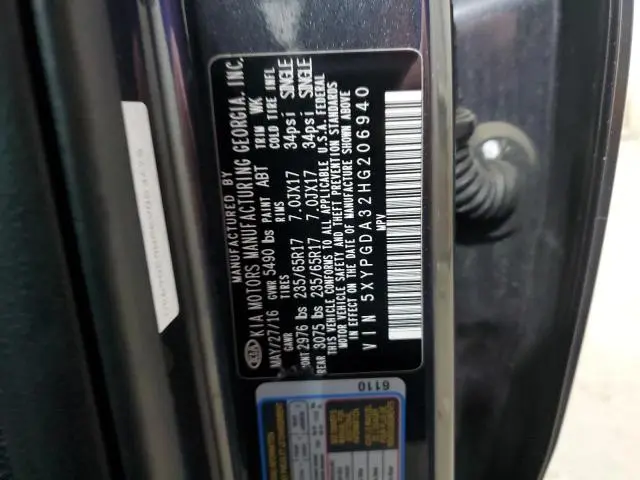 MANUFACTURED BY
KIA KIA MOTORS MANUFACTURING GEORGIA, INC.
MAY/27/16 GVWR 5490 lbs PAINT ABT TRIM WK
GAWR TIRES RIMS COLD TIRE INFL
2976 lbs 235/65R17 7.0JX17 34psi SINGLE
REAR 3075 lbs 235/65R17 7.0JX17 34psi SINGLE
THIS VEHICLE CONFORMS TO ALL APPLICABLE U.S.A. FEDERAL
MOTOR VEHICLE SAFETY AND THEFT PREVENTION STANDARDS
IN EFFECT ON THE DATE OF MANUFACTURE SHOWN ABOVE
VIN 5XYPGDA32HG206940
MPV
6110